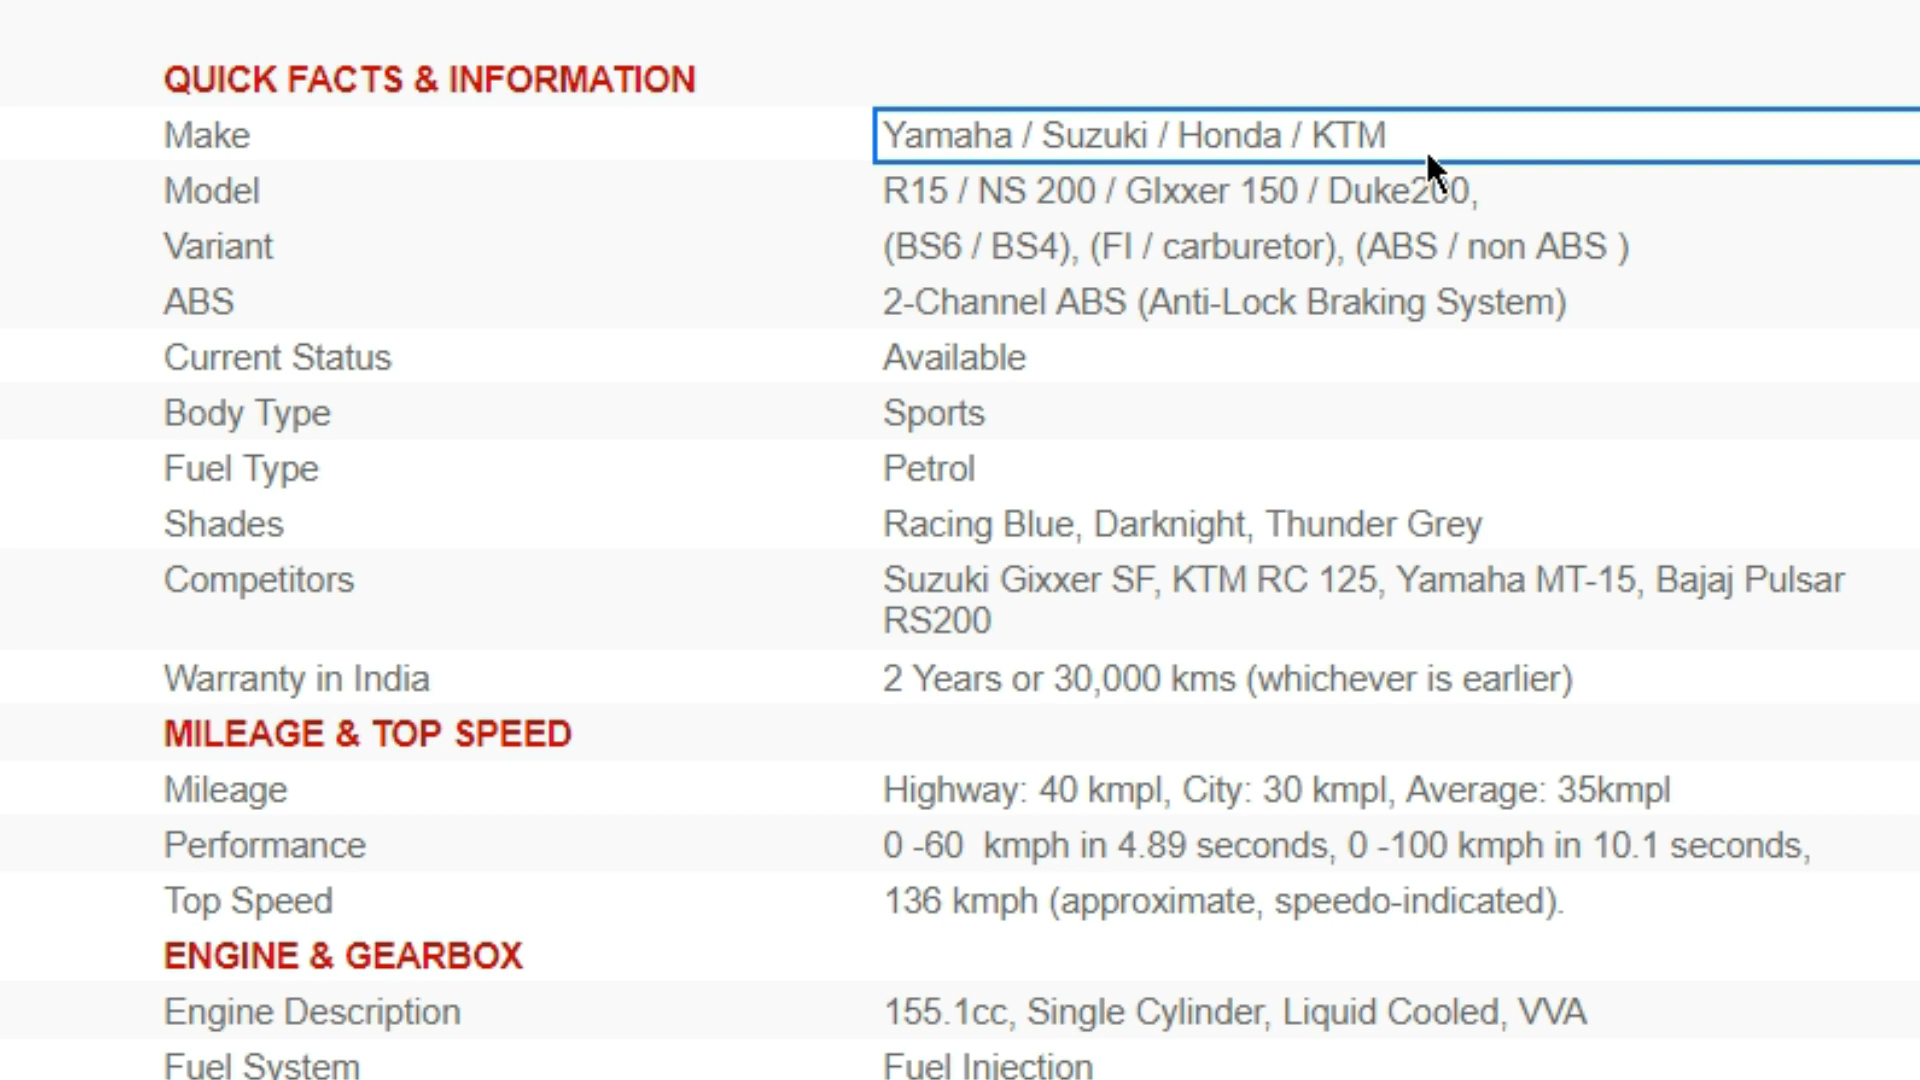 QUICK FACTS & INFORMATION
Make Yamaha / Suzuki / Honda / KTM
Model R15 / NS 200 / GIxxer 150 / Duke200,
Variant (BS6 / BS4), (FI / carburetor), (ABS / non ABS )
ABS 2-Channel ABS (Anti-Lock Braking System)
Current Status Available
Body Type Sports
Fuel Type Petrol
Shades Racing Blue, Darknight, Thunder Grey
Competitors Suzuki Gixxer SF, KTM RC 125, Yamaha MT-15, Bajaj Pulsar
RS200
Warranty in India 2 Years or 30,000 kms (whichever is earlier)
MILEAGE & TOP SPEED
Mileage Highway: 40 kmpl, City: 30 kmpl, Average: 35kmpl
Performance 0 -60  kmph in 4.89 seconds, 0 -100 kmph in 10.1 seconds,
Top Speed 136 kmph (approximate, speedo-indicated).
ENGINE & GEARBOX
Engine Description 155.1cc, Single Cylinder, Liquid Cooled, VVA
Fuel System Fuel Injection